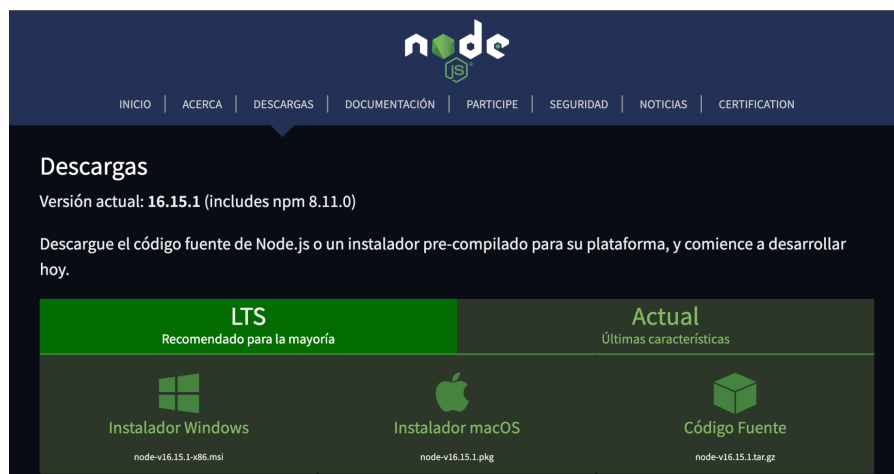 node
JS
INICIO | ACERCA | DESCARGAS | DOCUMENTACIÓN | PARTICIPE | SEGURIDAD | NOTICIAS | CERTIFICATION
Descargas
Versión actual: 16.15.1 (includes npm 8.11.0)
Descargue el código fuente de Node.js o un instalador pre-compilado para su plataforma, y comience a desarrollar
hoy.
LTS
Recomendado para la mayoría
Actual
Últimas características
Instalador Windows
node-v16.15.1-x86.msi
Instalador macOS
node-v16.15.1.pkg
Código Fuente
node-v16.15.1.tar.gz